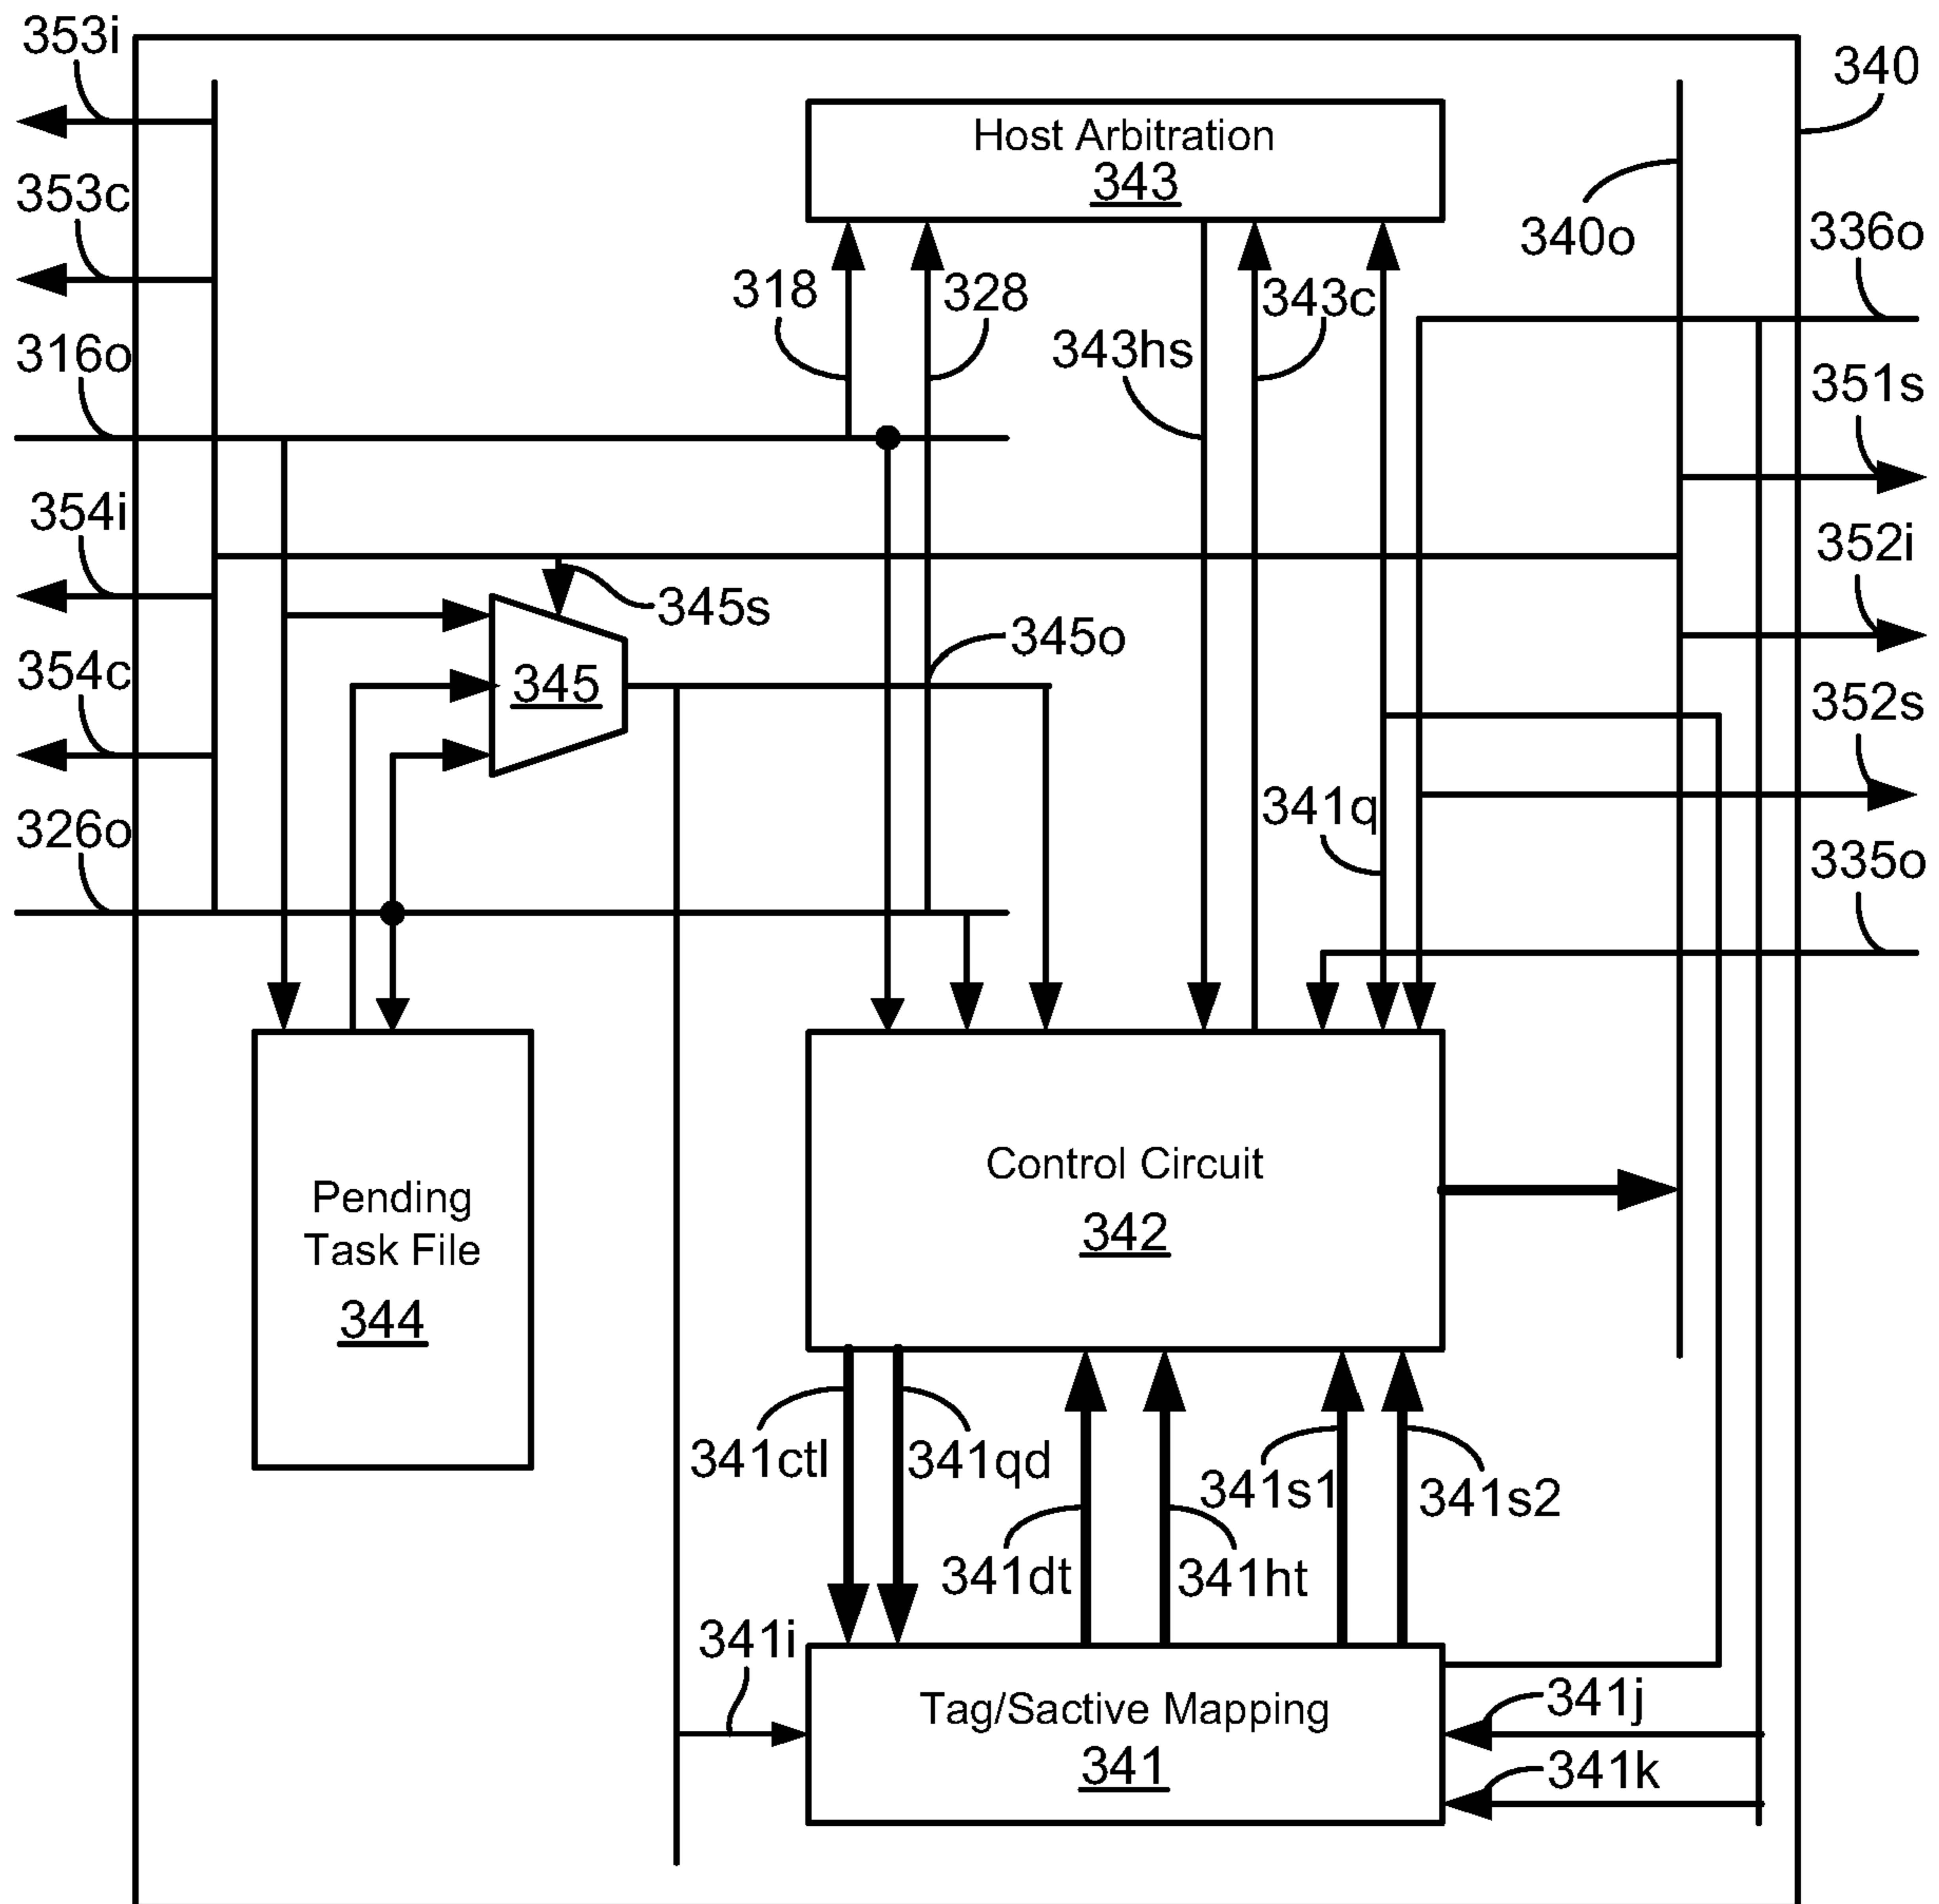 353i
340
Host Arbitration
343
353c
340o
336o
318
328
343c
343hs
316o
351s
354i
352i
345s
345o
354c
345
352s
341q
326o
335o
Control Circuit
342
Pending
Task File
344
341ctl
341qd
341s1
341s2
341dt
341ht
341i
Tag/Sactive Mapping
341
341j
341k